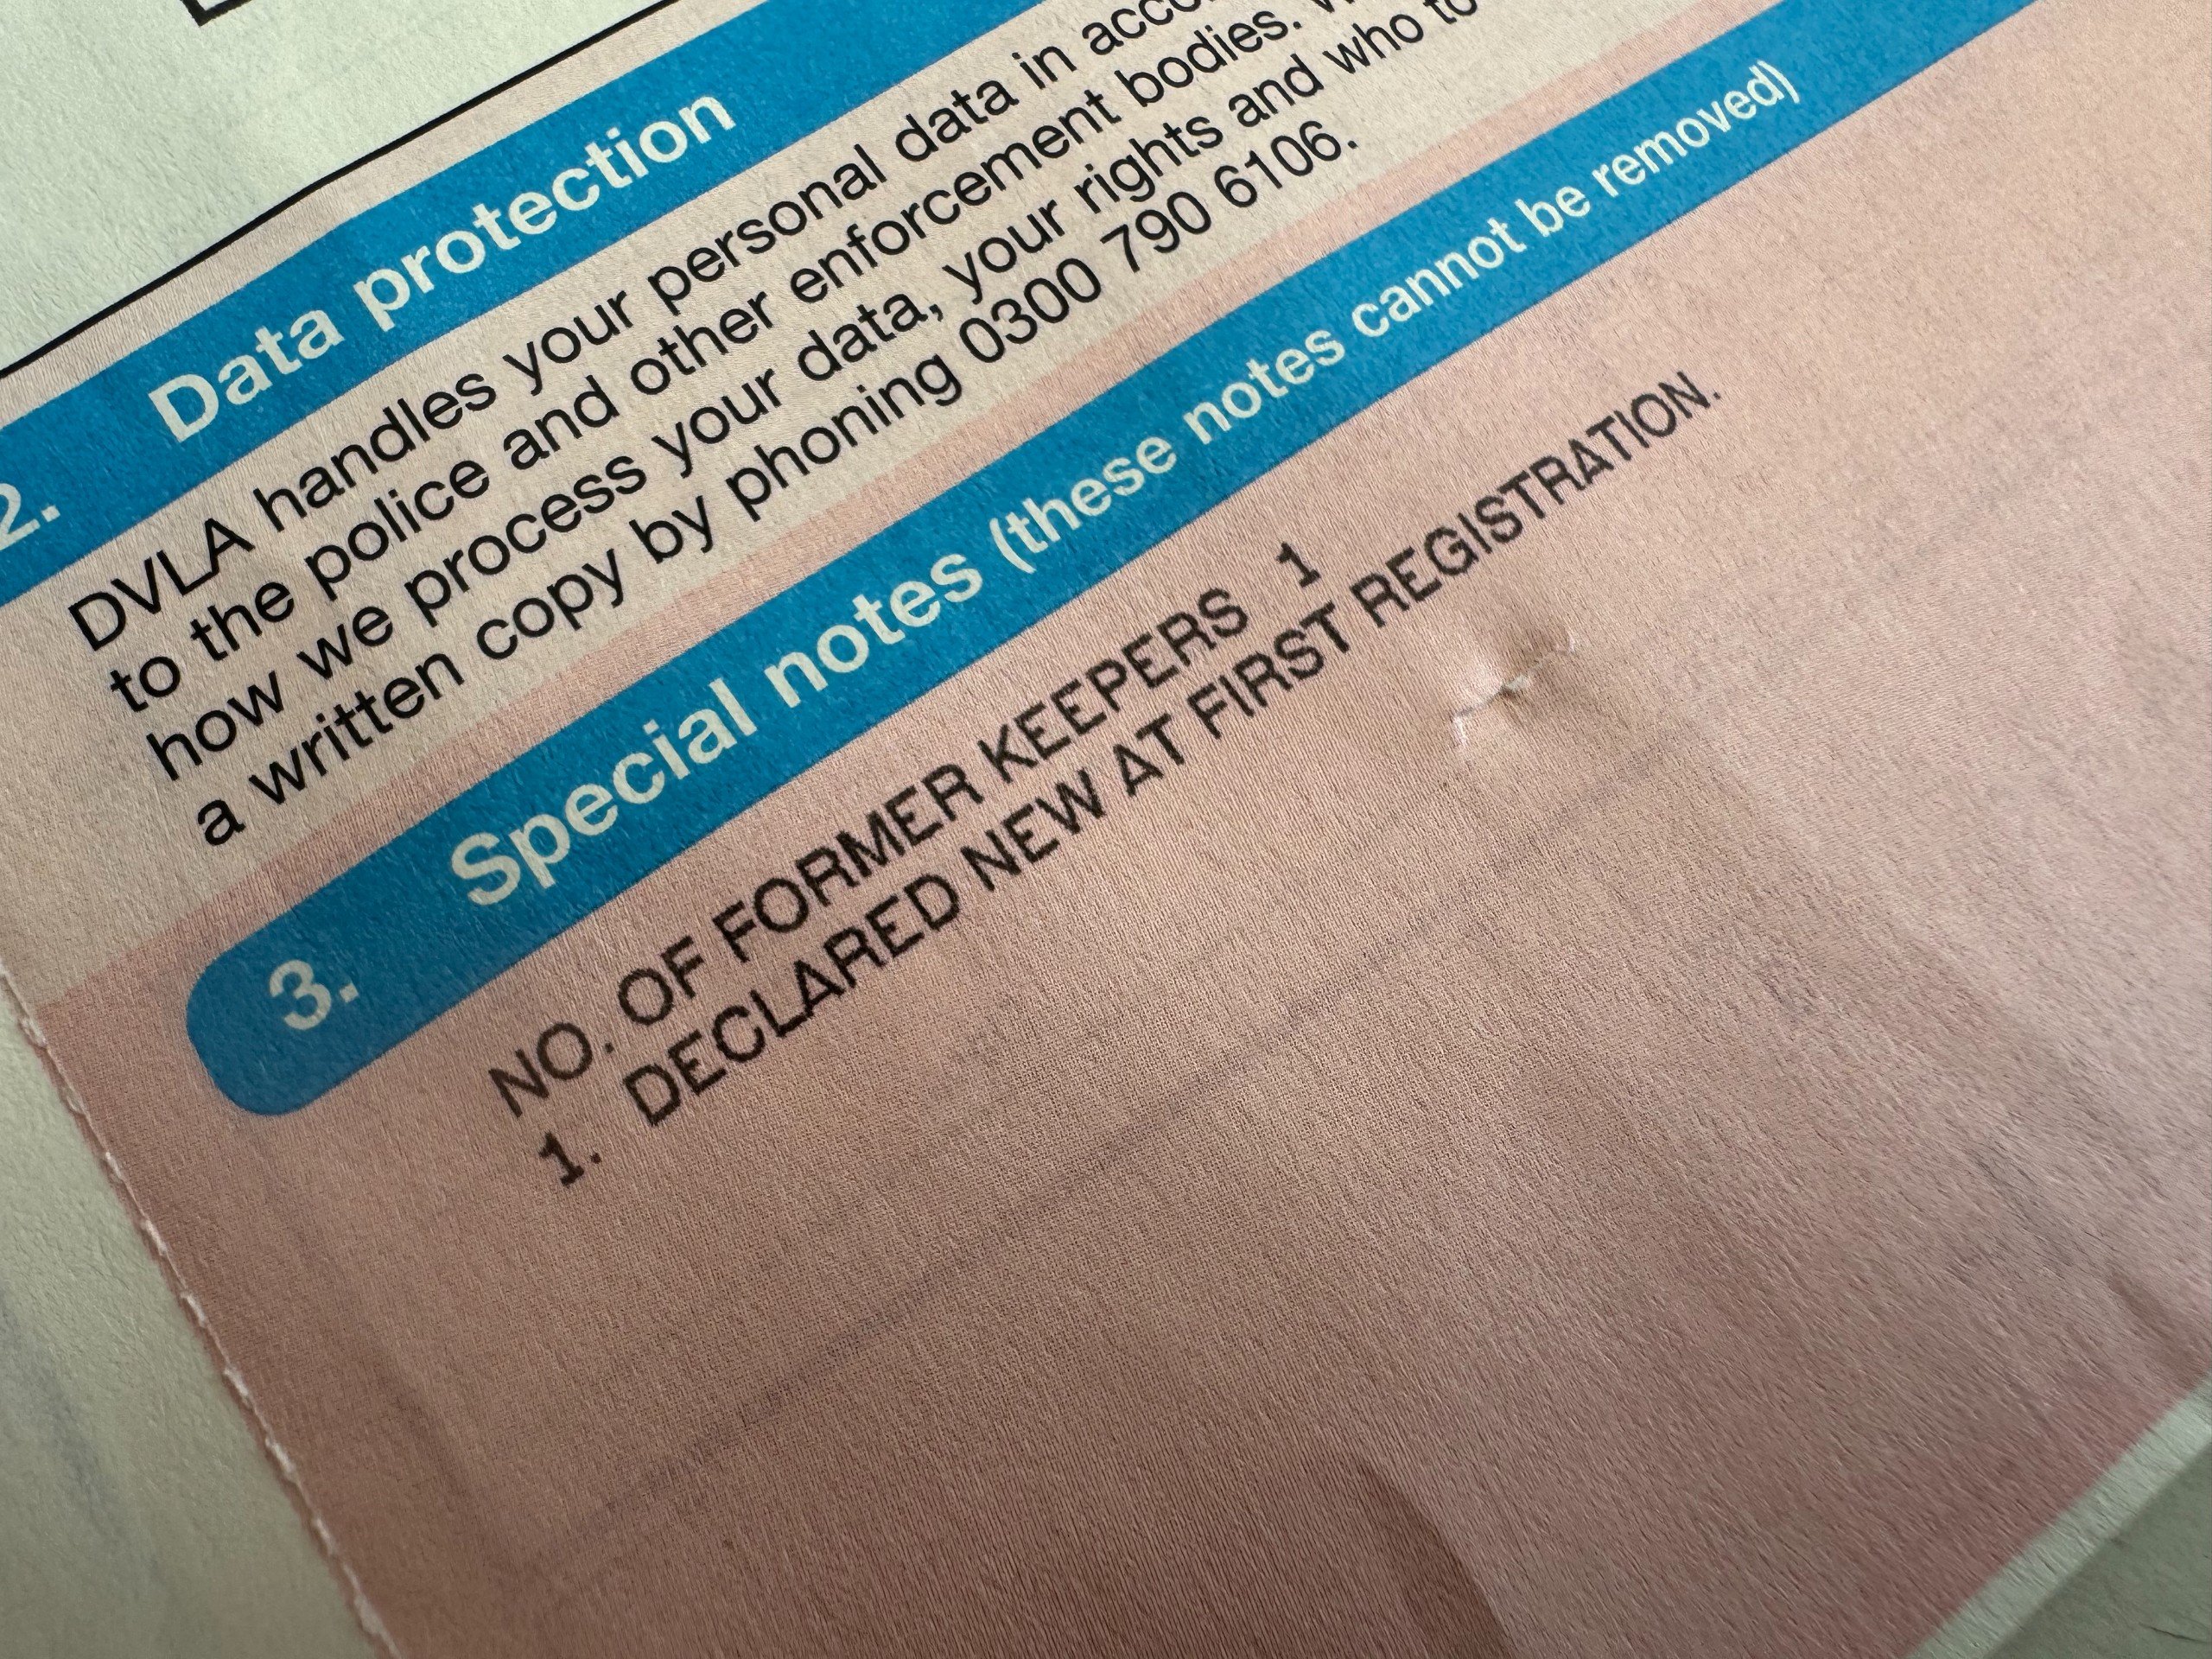 2. Data protection
DVLA handles your personal data in
to the police and other enforcement bodies.
how we process your data, your rights and who to
a written copy by phoning 0300 790 6106.
3. Special notes (these notes cannot be removed)
NO. OF FORMER KEEPERS 1
1. DECLARED NEW AT FIRST REGISTRATION.